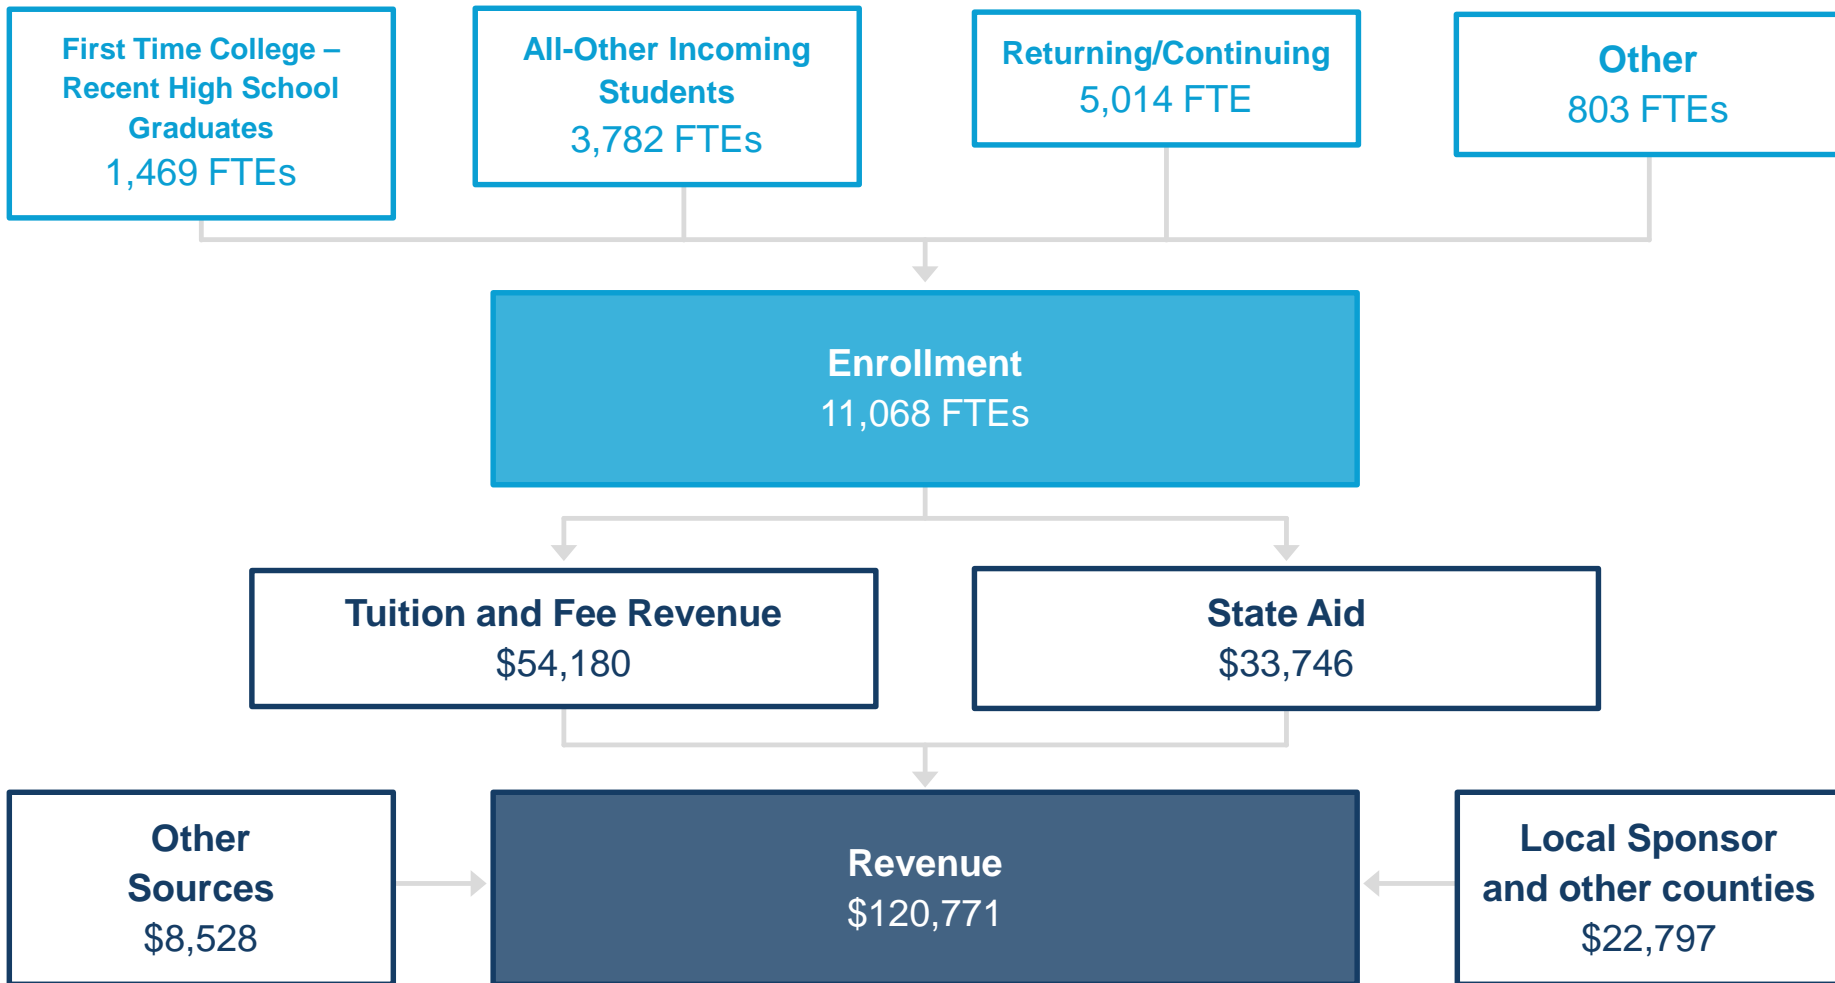 First Time College –
Recent High School
Graduates
1,469 FTEs
All-Other Incoming
Students
3,782 FTEs
Returning/Continuing
5,014 FTE
Other
803 FTEs
Enrollment
11,068 FTEs
Tuition and Fee Revenue
$54,180
State Aid
$33,746
Other
Sources
$8,528
Revenue
$120,771
Local Sponsor
and other counties
$22,797